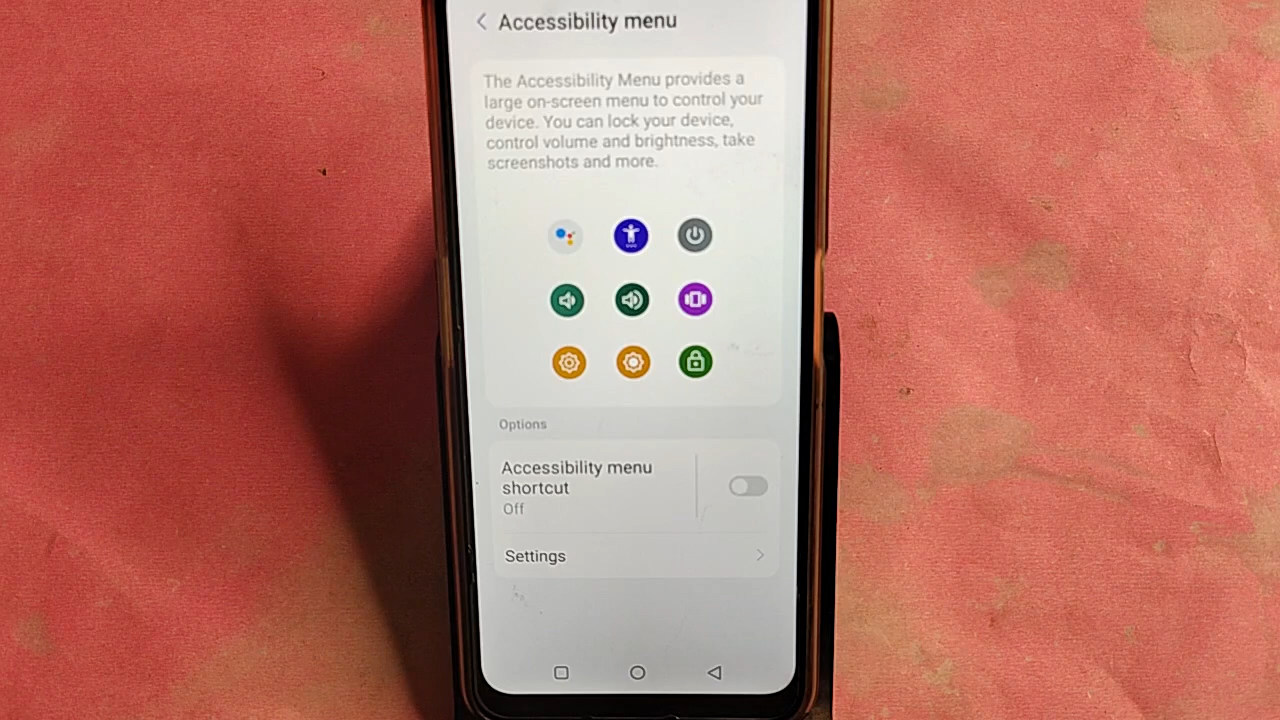 Accessibility menu
The Accessibility Menu provides a
large on-screen menu to control your
device. You can lock your device,
control volume and brightness, take
screenshots and more.
Options
Accessibility menu
shortcut
Off
Settings